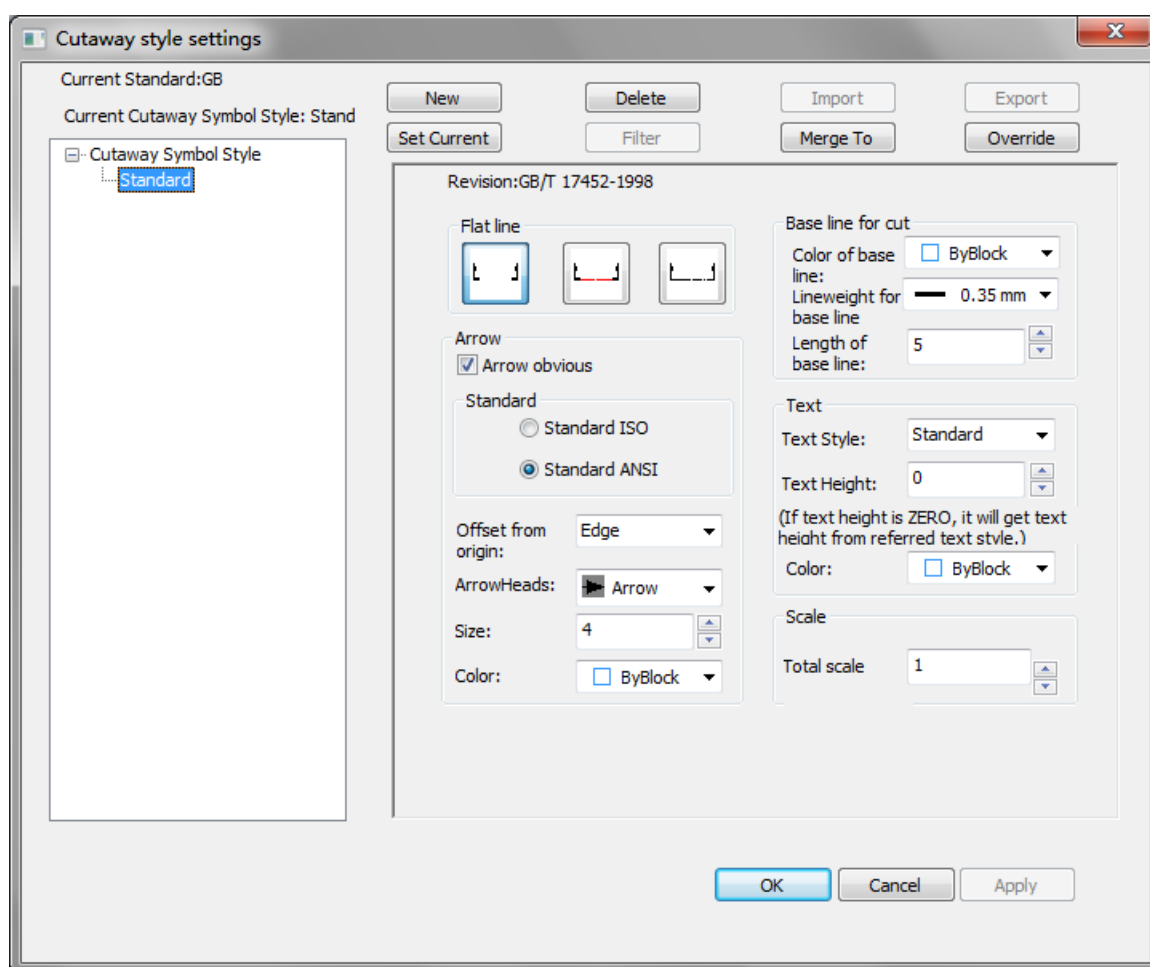 Cutaway style settings
Current Standard:GB
Current Cutaway Symbol Style: Stand
Cutaway Symbol Style
Standard
New
Delete
Import
Export
Set Current
Filter
Merge To
Override
Revision:GB/T 17452-1998
Flat line
Arrow
Arrow obvious
Standard
Standard ISO
Standard ANSI
Offset from
origin:
Edge
ArrowHeads:
Arrow
Size:
4
Color:
ByBlock
Base line for cut
Color of base
line:
ByBlock
Lineweight for
base line
0.35 mm
Length of
base line:
5
Text
Text Style:
Standard
Text Height:
0
(If text height is ZERO, it will get text
height from referred text style.)
Color:
ByBlock
Scale
Total scale
1
OK
Cancel
Apply